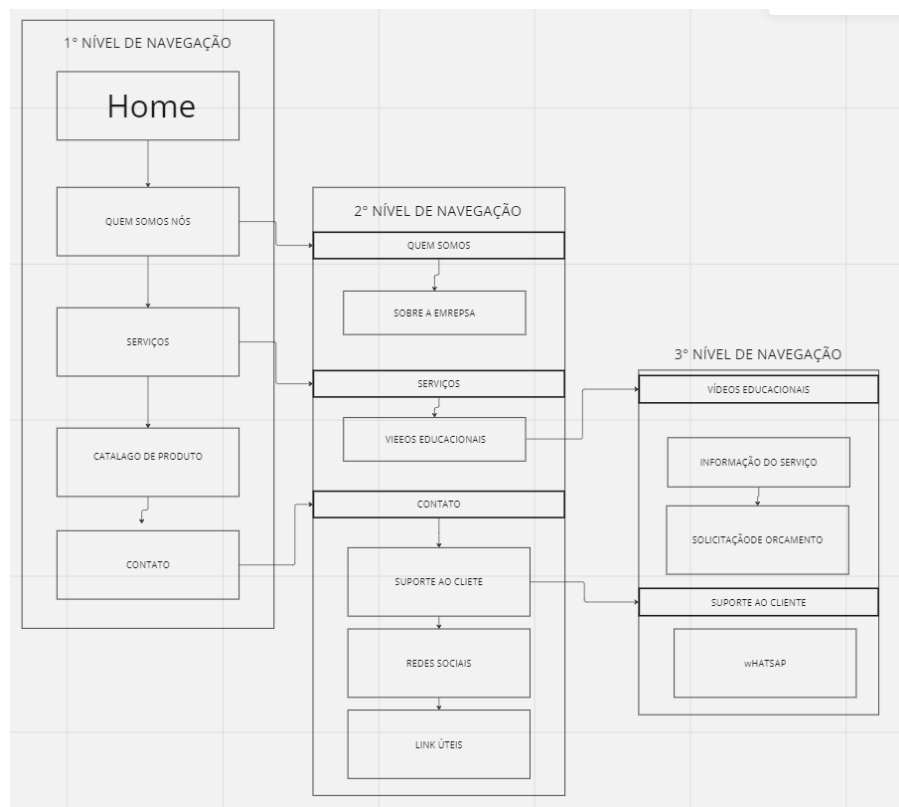 1° NÍVEL DE NAVEGAÇÃO
Home
QUEM SOMOS NÓS
SERVIÇOS
CATALAGO DE PRODUTO
CONTATO
2° NÍVEL DE NAVEGAÇÃO
QUEM SOMOS
SOBRE A EMREPSA
SERVIÇOS
VIEEOS EDUCACIONAIS
CONTATO
SUPORTE AO CLIETE
REDES SOCIAIS
LINK ÚTEIS
3° NÍVEL DE NAVEGAÇÃO
VÍDEOS EDUCACIONAIS
INFORMAÇÃO DO SERVIÇO
SOLICITAÇÃODE ORCAMENTO
SUPORTE AO CLIENTE
wHATSAP